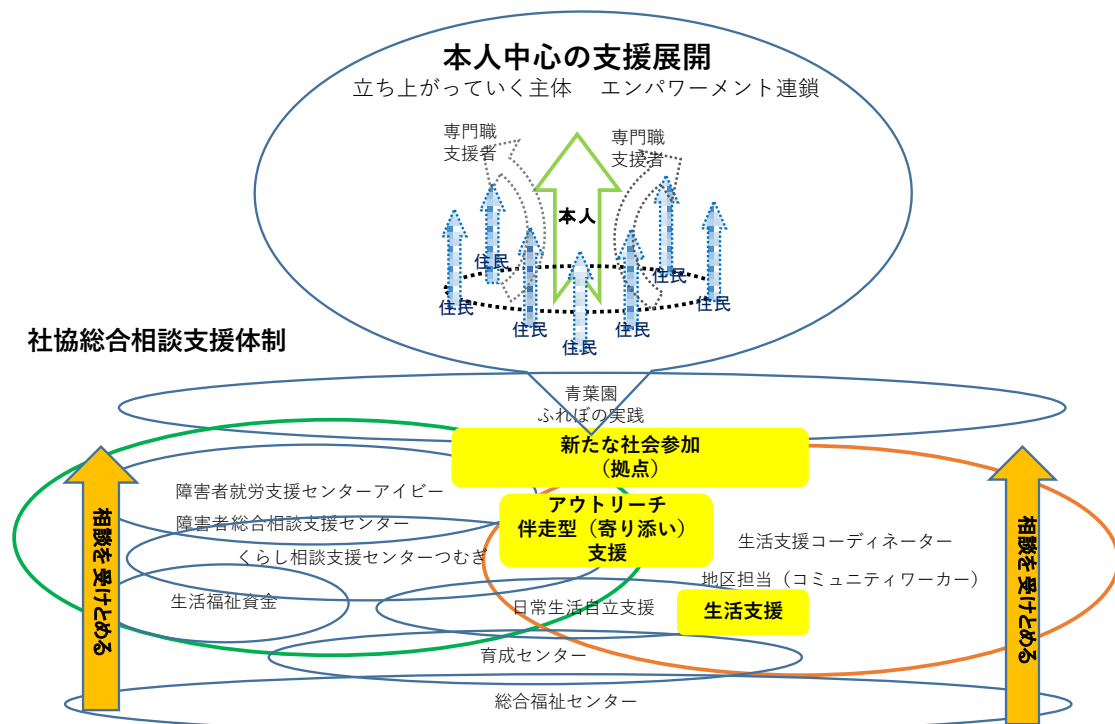 本人中心の支援展開
立ち上がっていく主体 エンパワーメント連鎖
専門職
支援者
専門職
支援者
本人
住民
住民
住民
住民
住民
住民
住民
社協総合相談支援体制
青葉園
ふれぼの実践
新たな社会参加
(拠点)
アウトリーチ
伴走型(寄り添い)
支援
障害者就労支援センターアイビー
障害者総合相談支援センター
くらし相談支援センターつむぎ
生活福祉資金
生活支援コーディネーター
地区担当(コミュニティワーカー)
日常生活自立支援
生活支援
育成センター
総合福祉センター
相談を 受けとめる
相談を 受けとめる